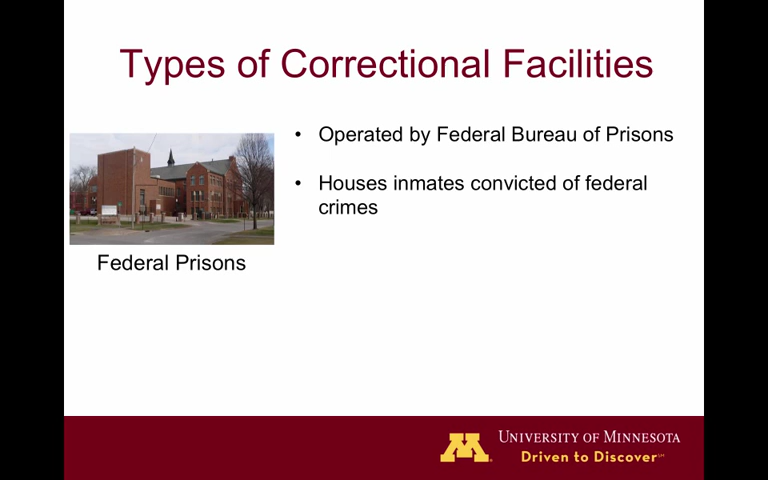 Types of Correctional Facilities
• Operated by Federal Bureau of Prisons
• Houses inmates convicted of federal
crimes
Federal Prisons
M
UNIVERSITY OF MINNESOTA
Driven to Discover℠